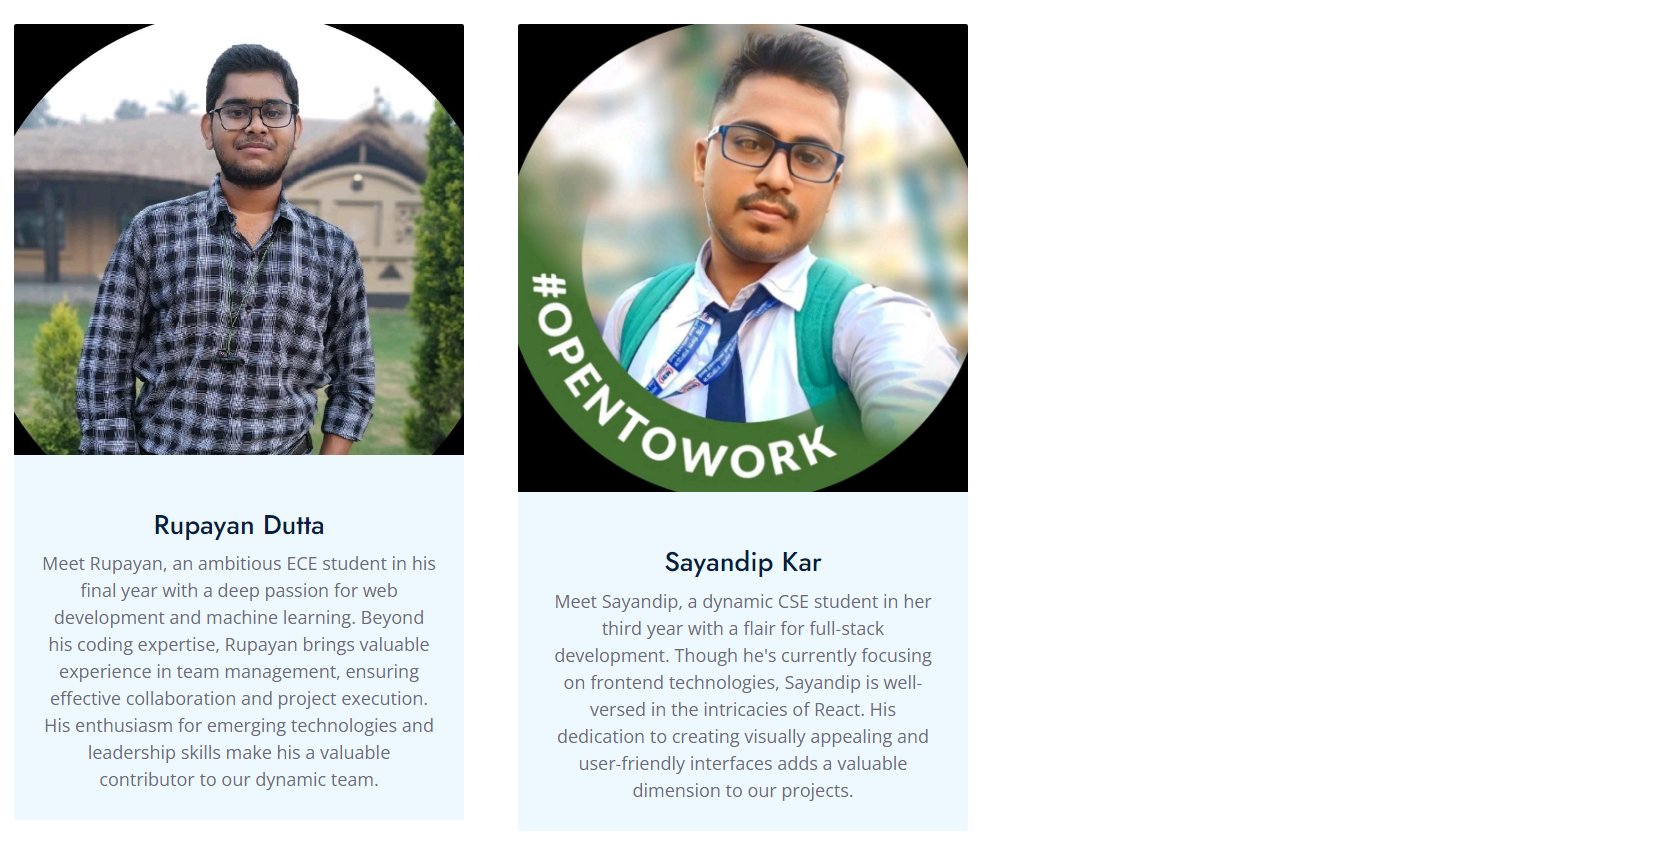 Rupayan Dutta
Meet Rupayan, an ambitious ECE student in his
final year with a deep passion for web
development and machine learning. Beyond
his coding expertise, Rupayan brings valuable
experience in team management, ensuring
effective collaboration and project execution.
His enthusiasm for emerging technologies and
leadership skills make his a valuable
contributor to our dynamic team.
#OPENTOWORK
Sayandip Kar
Meet Sayandip, a dynamic CSE student in her
third year with a flair for full-stack
development. Though he's currently focusing
on frontend technologies, Sayandip is well-
versed in the intricacies of React. His
dedication to creating visually appealing and
user-friendly interfaces adds a valuable
dimension to our projects.